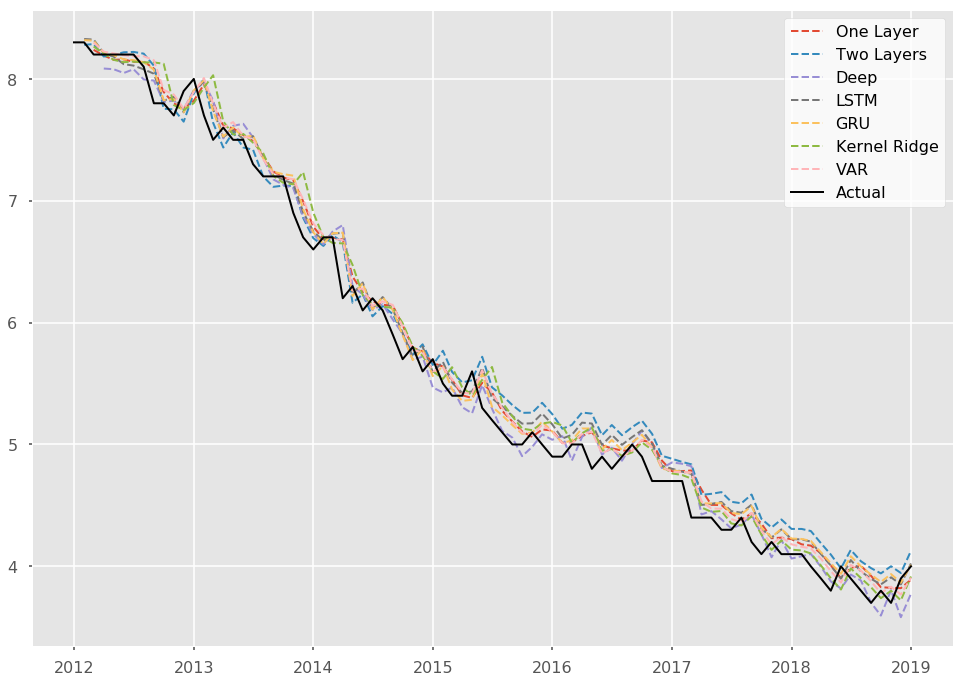 One Layer
Two Layers
Deep
LSTM
GRU
Kernel Ridge
VAR
Actual
8
7
6
5
4
2012 2013 2014 2015 2016 2017 2018 2019